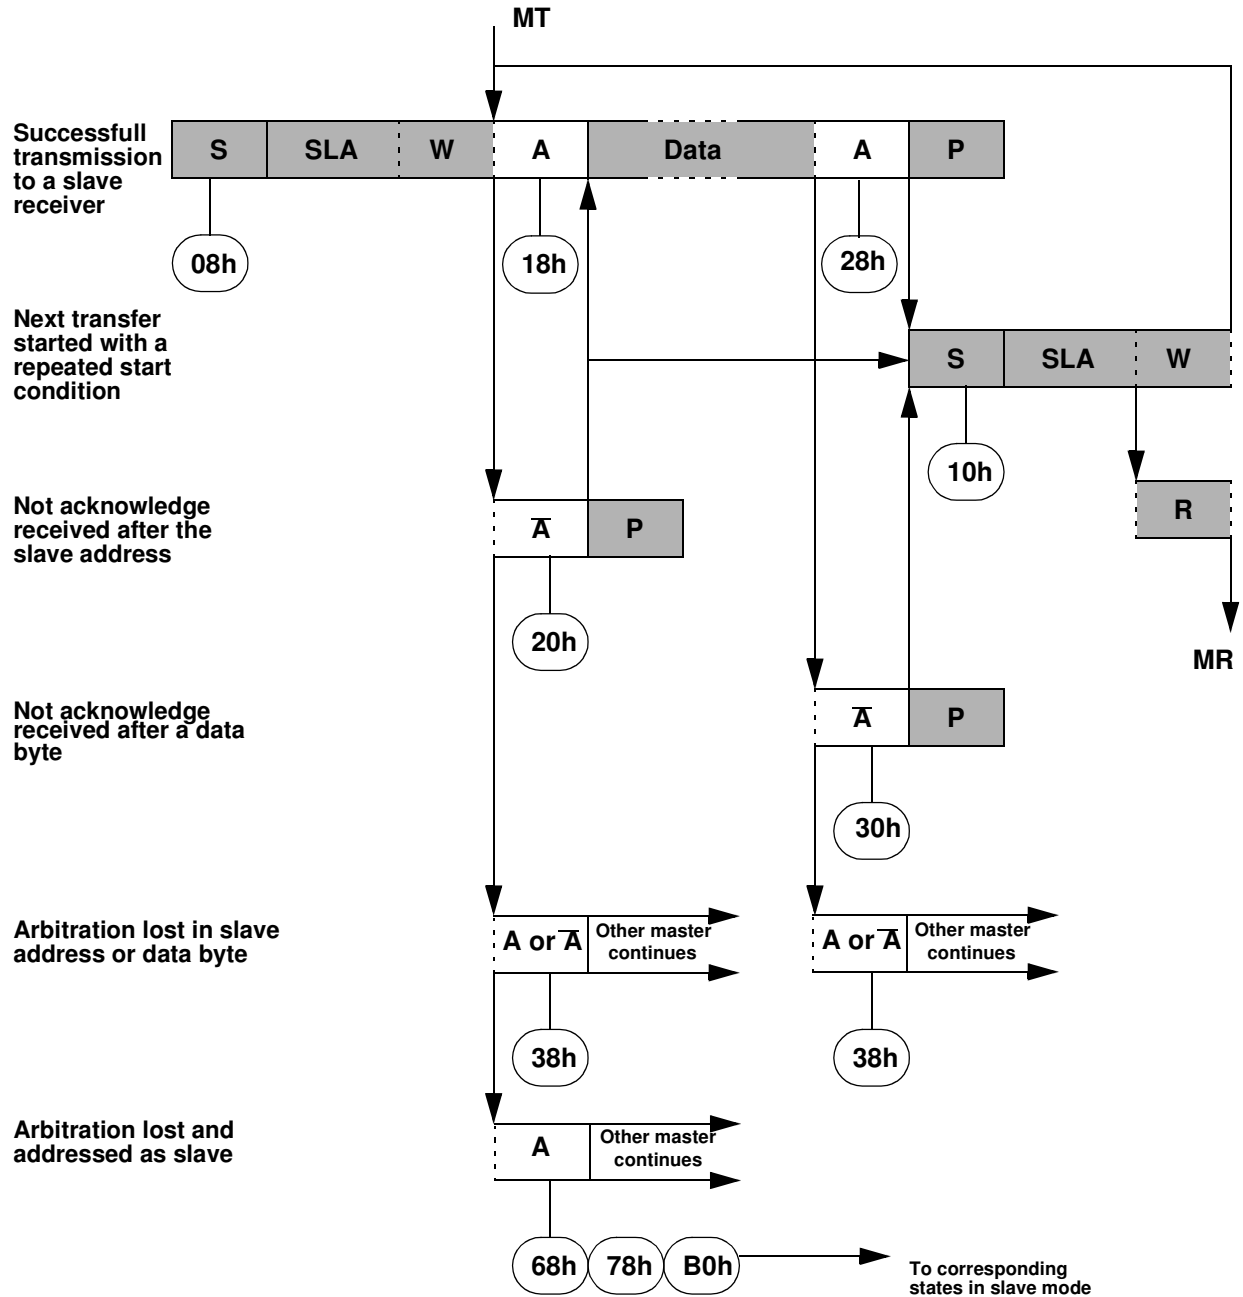 MT
Successfull
transmission
to a slave
receiver
S SLA W A Data A P
08h 18h 28h
Next transfer
started with a
repeated start
condition
S SLA W
10h
Not acknowledge
received after the
slave address
A̅ P
R
20h
MR
Not acknowledge
received after a data
byte
A̅ P
30h
Arbitration lost in slave
address or data byte
A or A̅
Other master
continues
A or A̅
Other master
continues
38h 38h
Arbitration lost and
addressed as slave
A
Other master
continues
68h 78h B0h
To corresponding
states in slave mode